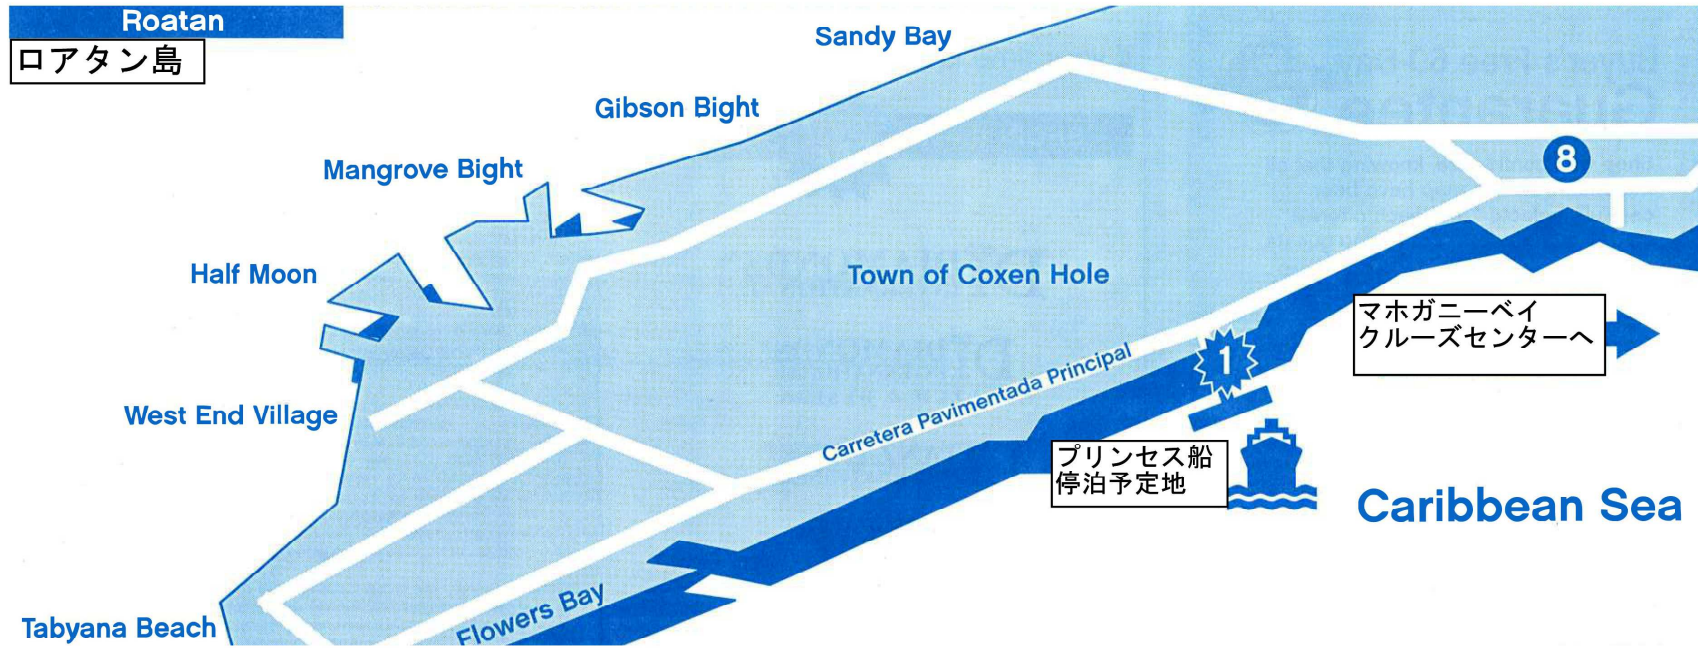 Roatan
ロアタン島
Sandy Bay
Gibson Bight
Mangrove Bight
8
Half Moon
Town of Coxen Hole
マホガニーベイ
クルーズセンターへ
1
Carretera Pavimentada Principal
West End Village
プリンセス船
停泊予定地
Caribbean Sea
Flowers Bay
Tabyana Beach